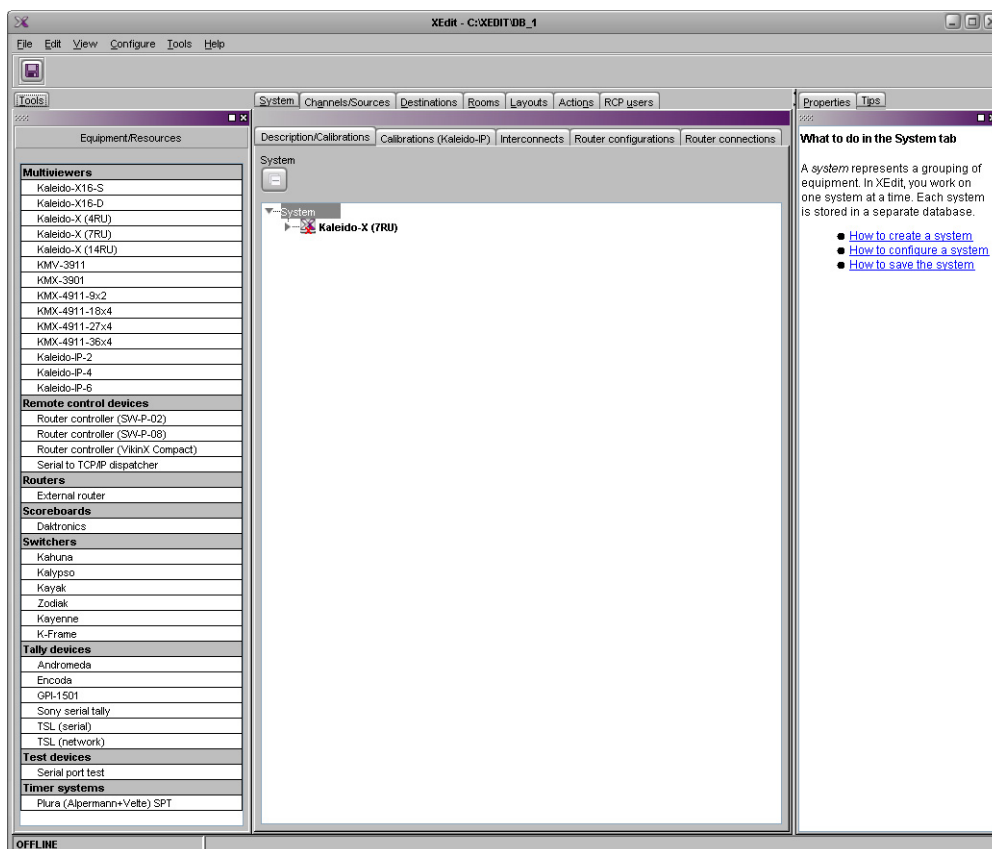 XEdit - C:\XEDIT\DB_1
File Edit View Configure Tools Help
Tools
Equipment/Resources
Multiviewers
Kaleido-X16-S
Kaleido-X16-D
Kaleido-X (4RU)
Kaleido-X (7RU)
Kaleido-X (14RU)
KMV-3911
KMX-3901
KMX-4911-9x2
KMX-4911-18x4
KMX-4911-27x4
KMX-4911-36x4
Kaleido-IP-2
Kaleido-IP-4
Kaleido-IP-6
Remote control devices
Router controller (SW-P-02)
Router controller (SW-P-08)
Router controller (VikinX Compact)
Serial to TCP/IP dispatcher
Routers
External router
Scoreboards
Daktronics
Switchers
Kahuna
Kalypso
Kayak
Zodiak
Kayenne
K-Frame
Tally devices
Andromeda
Encoda
GPI-1501
Sony serial tally
TSL (serial)
TSL (network)
Test devices
Serial port test
Timer systems
Plura (Alpermann+Velte) SPT
System Channels/Sources Destinations Rooms Layouts Actions RCP users
Description/Calibrations Calibrations (Kaleido-IP) Interconnects Router configurations Router connections
System
System
Kaleido-X (7RU)
Properties Tips
What to do in the System tab
A system represents a grouping of
equipment. In XEdit, you work on
one system at a time. Each system
is stored in a separate database.
How to create a system
How to configure a system
How to save the system
OFFLINE